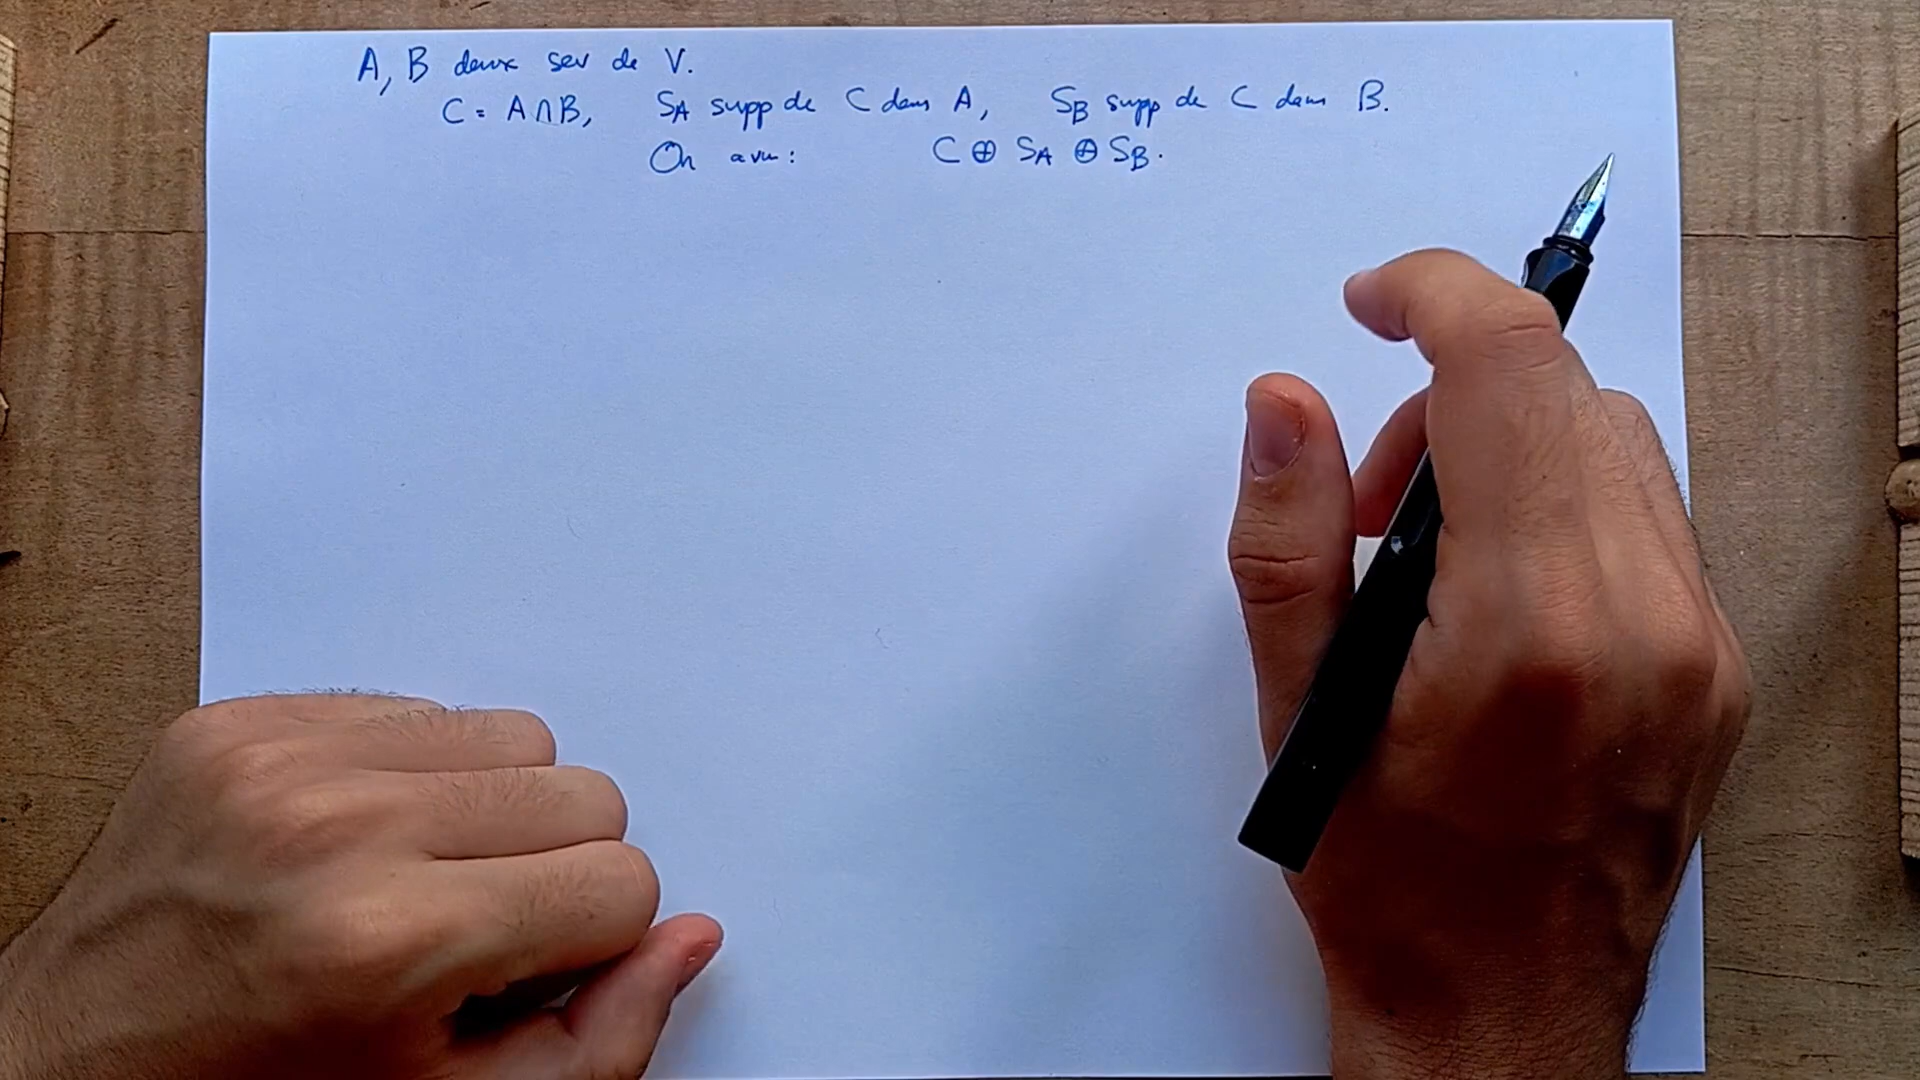 A, B deux sev de V.
C = A∩B, S_A supp de C dans A, S_B supp de C dans B.
On a vu : C ⊕ S_A ⊕ S_B.